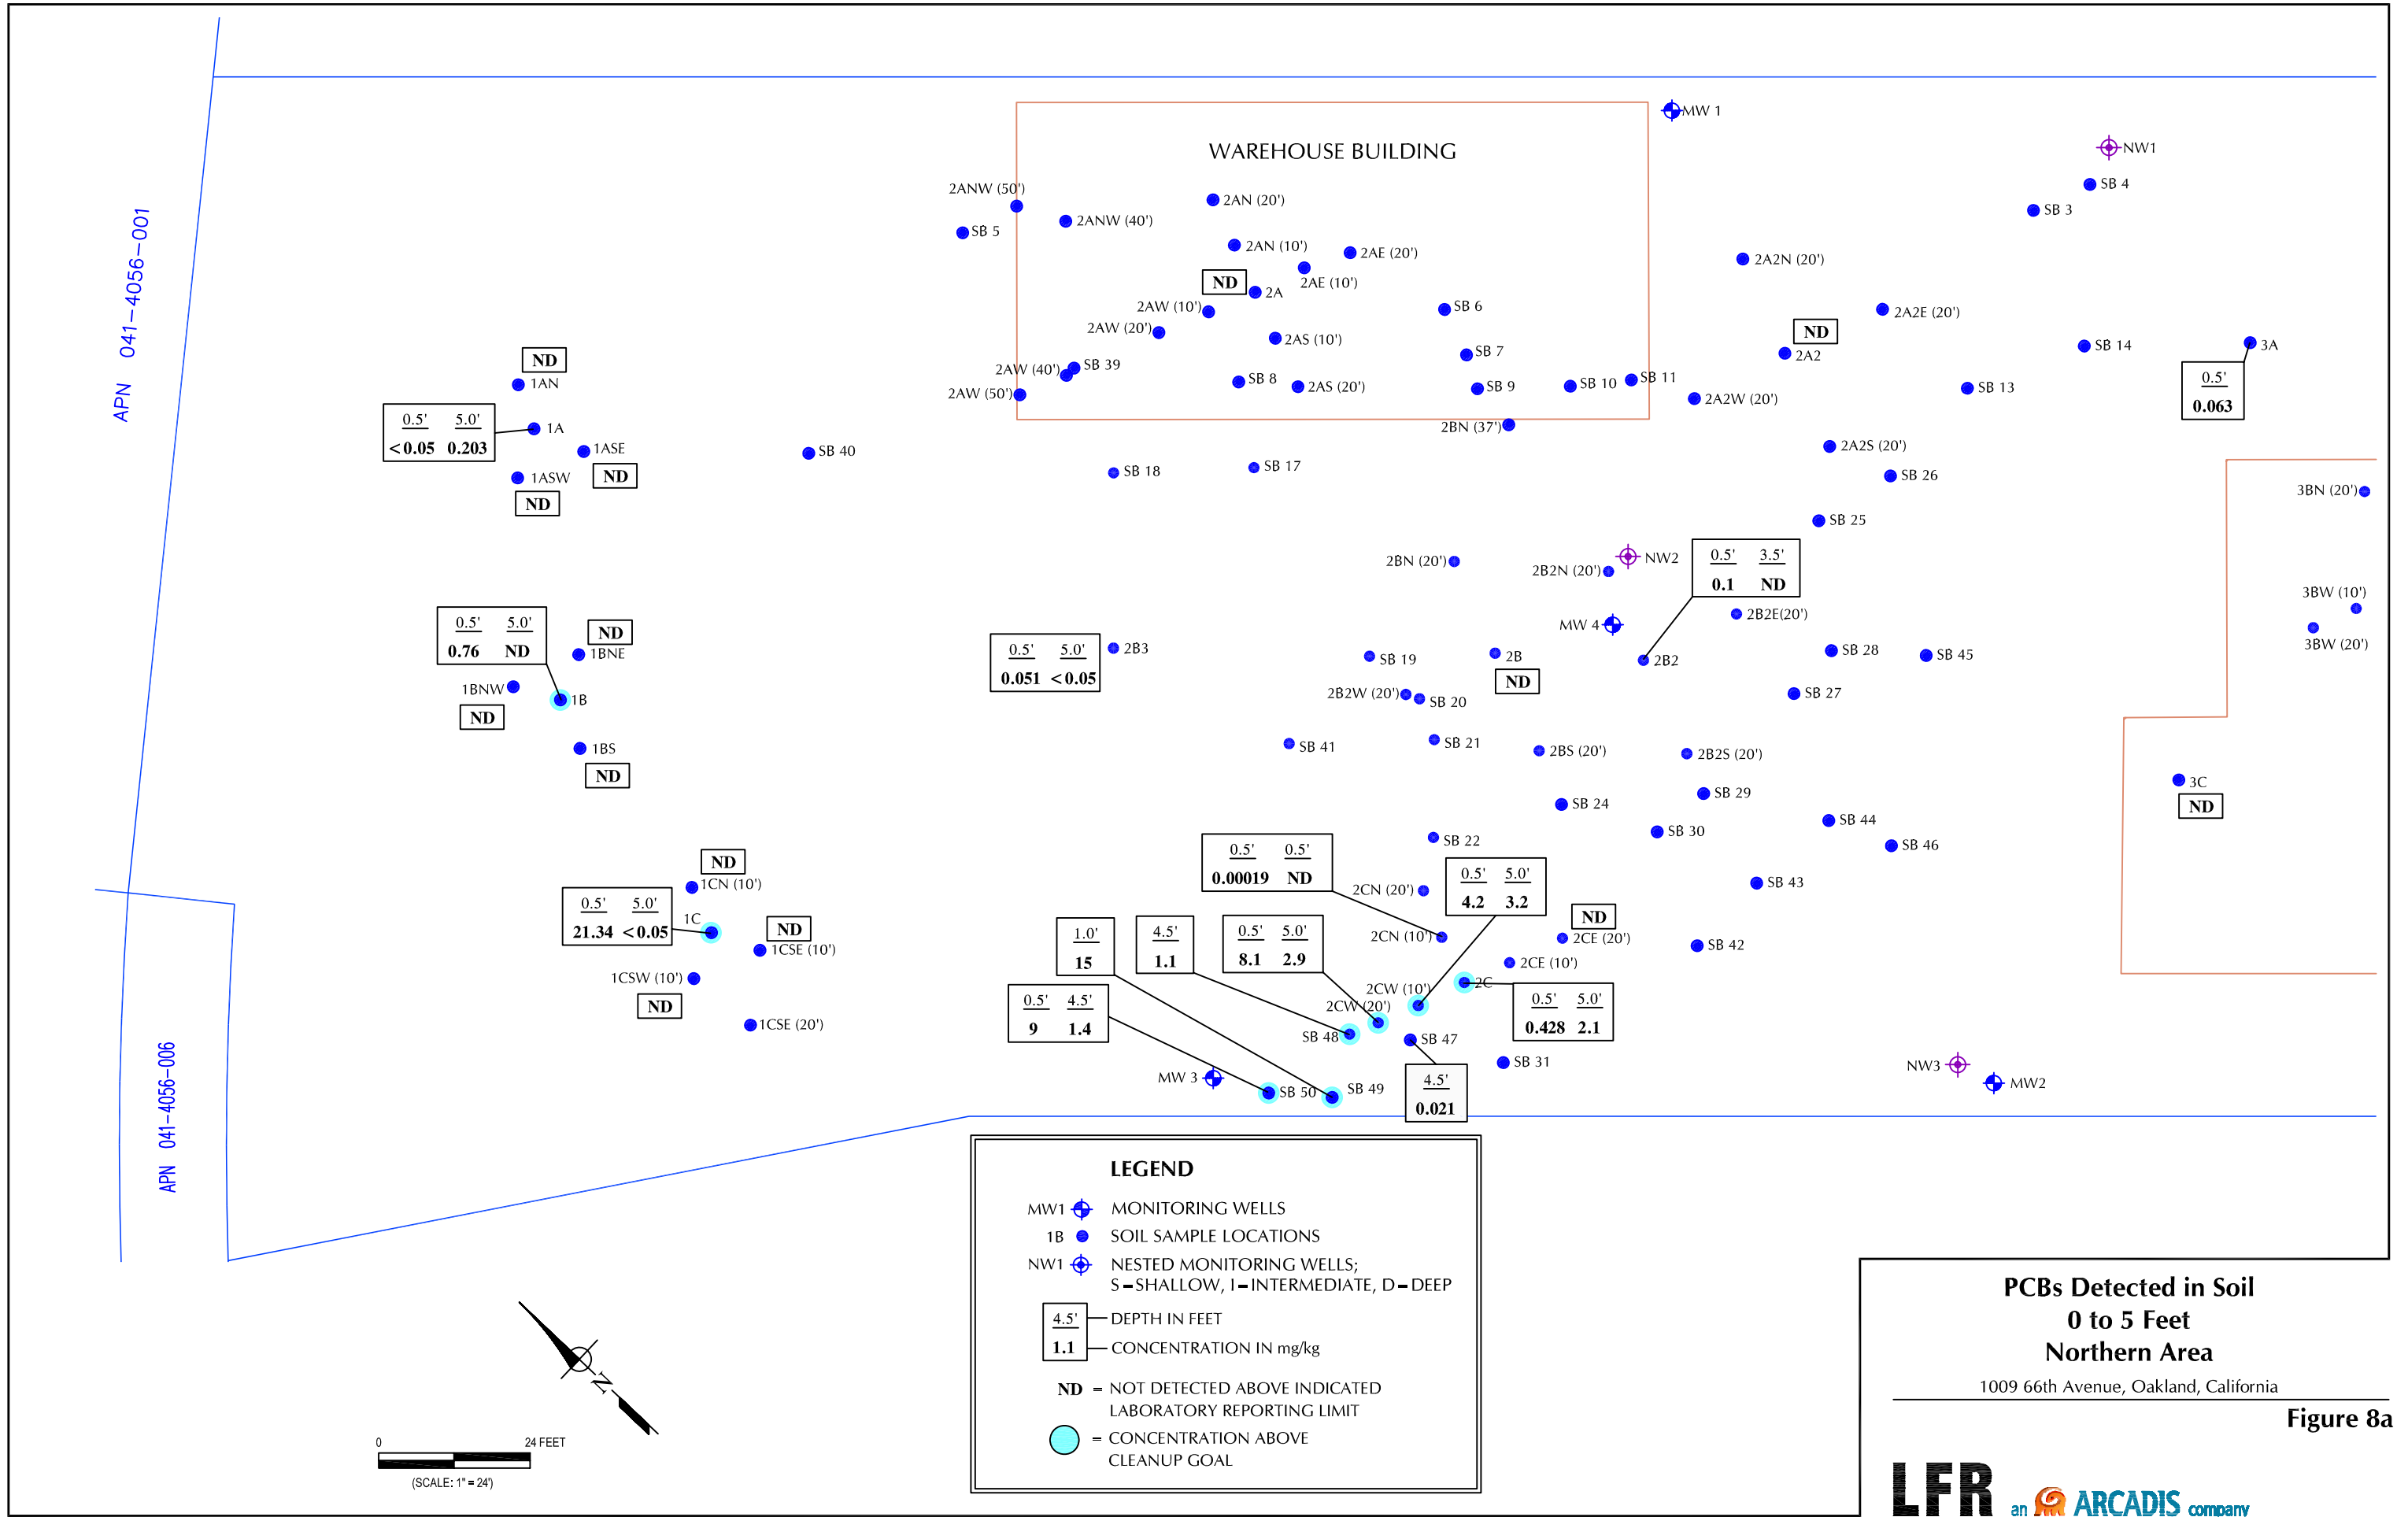 APN 041-4056-001
APN 041-4056-006
WAREHOUSE BUILDING
MW 1
NW1
SB 4
SB 3
2ANW (50')
2ANW (40')
SB 5
2AN (20')
2AN (10')
2AE (20')
2AE (10')
ND
2A
2AW (10')
2AW (20')
2AS (10')
SB 6
SB 7
2AW (40')
SB 39
2AW (50')
SB 8
2AS (20')
SB 9
SB 10
SB 11
2BN (37')
2A2N (20')
2A2E (20')
ND
2A2
2A2W (20')
SB 14
SB 13
3A
0.5'
0.063
2A2S (20')
SB 26
SB 25
3BN (20')
3BW (10')
3BW (20')
3C
ND
ND
1AN
0.5' 5.0'
<0.05 0.203
1A
1ASE
ND
1ASW
ND
SB 40
SB 18
SB 17
0.5' 5.0'
0.76 ND
ND
1BNE
1BNW
ND
1B
1BS
ND
2BN (20')
2B2N (20')
NW2
0.5' 3.5'
0.1 ND
MW 4
2B2E(20')
2B2
0.5' 5.0'
0.051 <0.05
2B3
SB 19
2B
ND
2B2W (20')
SB 20
SB 28
SB 45
SB 27
SB 41
SB 21
2BS (20')
2B2S (20')
SB 24
SB 29
SB 30
SB 44
SB 46
SB 43
SB 42
SB 22
ND
1CN (10')
0.5' 5.0'
21.34 <0.05
1C
ND
1CSE (10')
1CSW (10')
ND
1CSE (20')
0.5' 0.5'
0.00019 ND
0.5' 5.0'
4.2 3.2
2CN (20')
2CN (10')
ND
2CE (20')
2CE (10')
1.0'
15
4.5'
1.1
0.5' 5.0'
8.1 2.9
0.5' 4.5'
9 1.4
2CW (10')
2CW (20')
2C
0.5' 5.0'
0.428 2.1
SB 48
SB 47
SB 31
4.5'
0.021
MW 3
SB 50
SB 49
NW3
MW2
LEGEND
MW1 MONITORING WELLS
1B SOIL SAMPLE LOCATIONS
NW1 NESTED MONITORING WELLS;
S-SHALLOW, I-INTERMEDIATE, D-DEEP
4.5' DEPTH IN FEET
1.1 CONCENTRATION IN mg/kg
ND = NOT DETECTED ABOVE INDICATED
LABORATORY REPORTING LIMIT
= CONCENTRATION ABOVE
CLEANUP GOAL
N
0 24 FEET
(SCALE: 1" = 24')
PCBs Detected in Soil
0 to 5 Feet
Northern Area
1009 66th Avenue, Oakland, California
Figure 8a
LFR an ARCADIS company